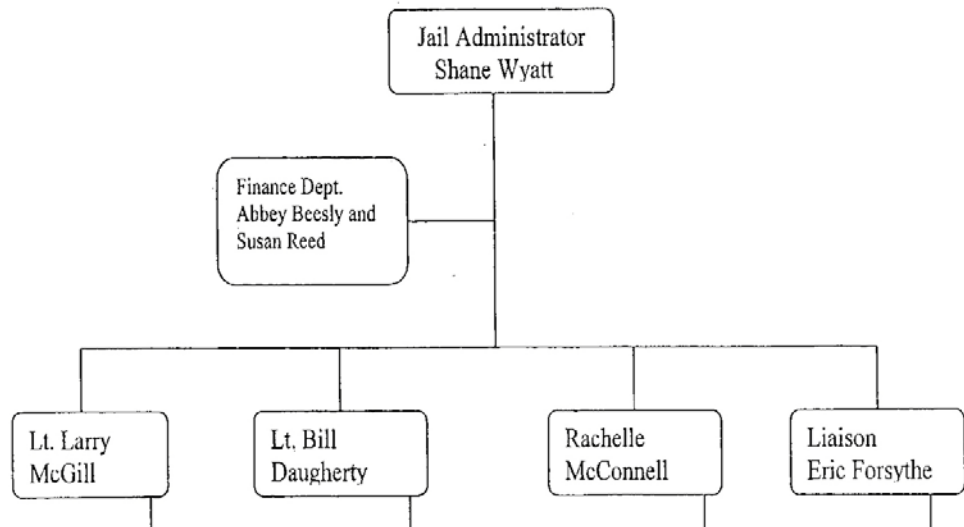 Jail Administrator
Shane Wyatt
Finance Dept.
Abbey Beesly and
Susan Reed
Lt. Larry
McGill
Lt. Bill
Daugherty
Rachelle
McConnell
Liaison
Eric Forsythe